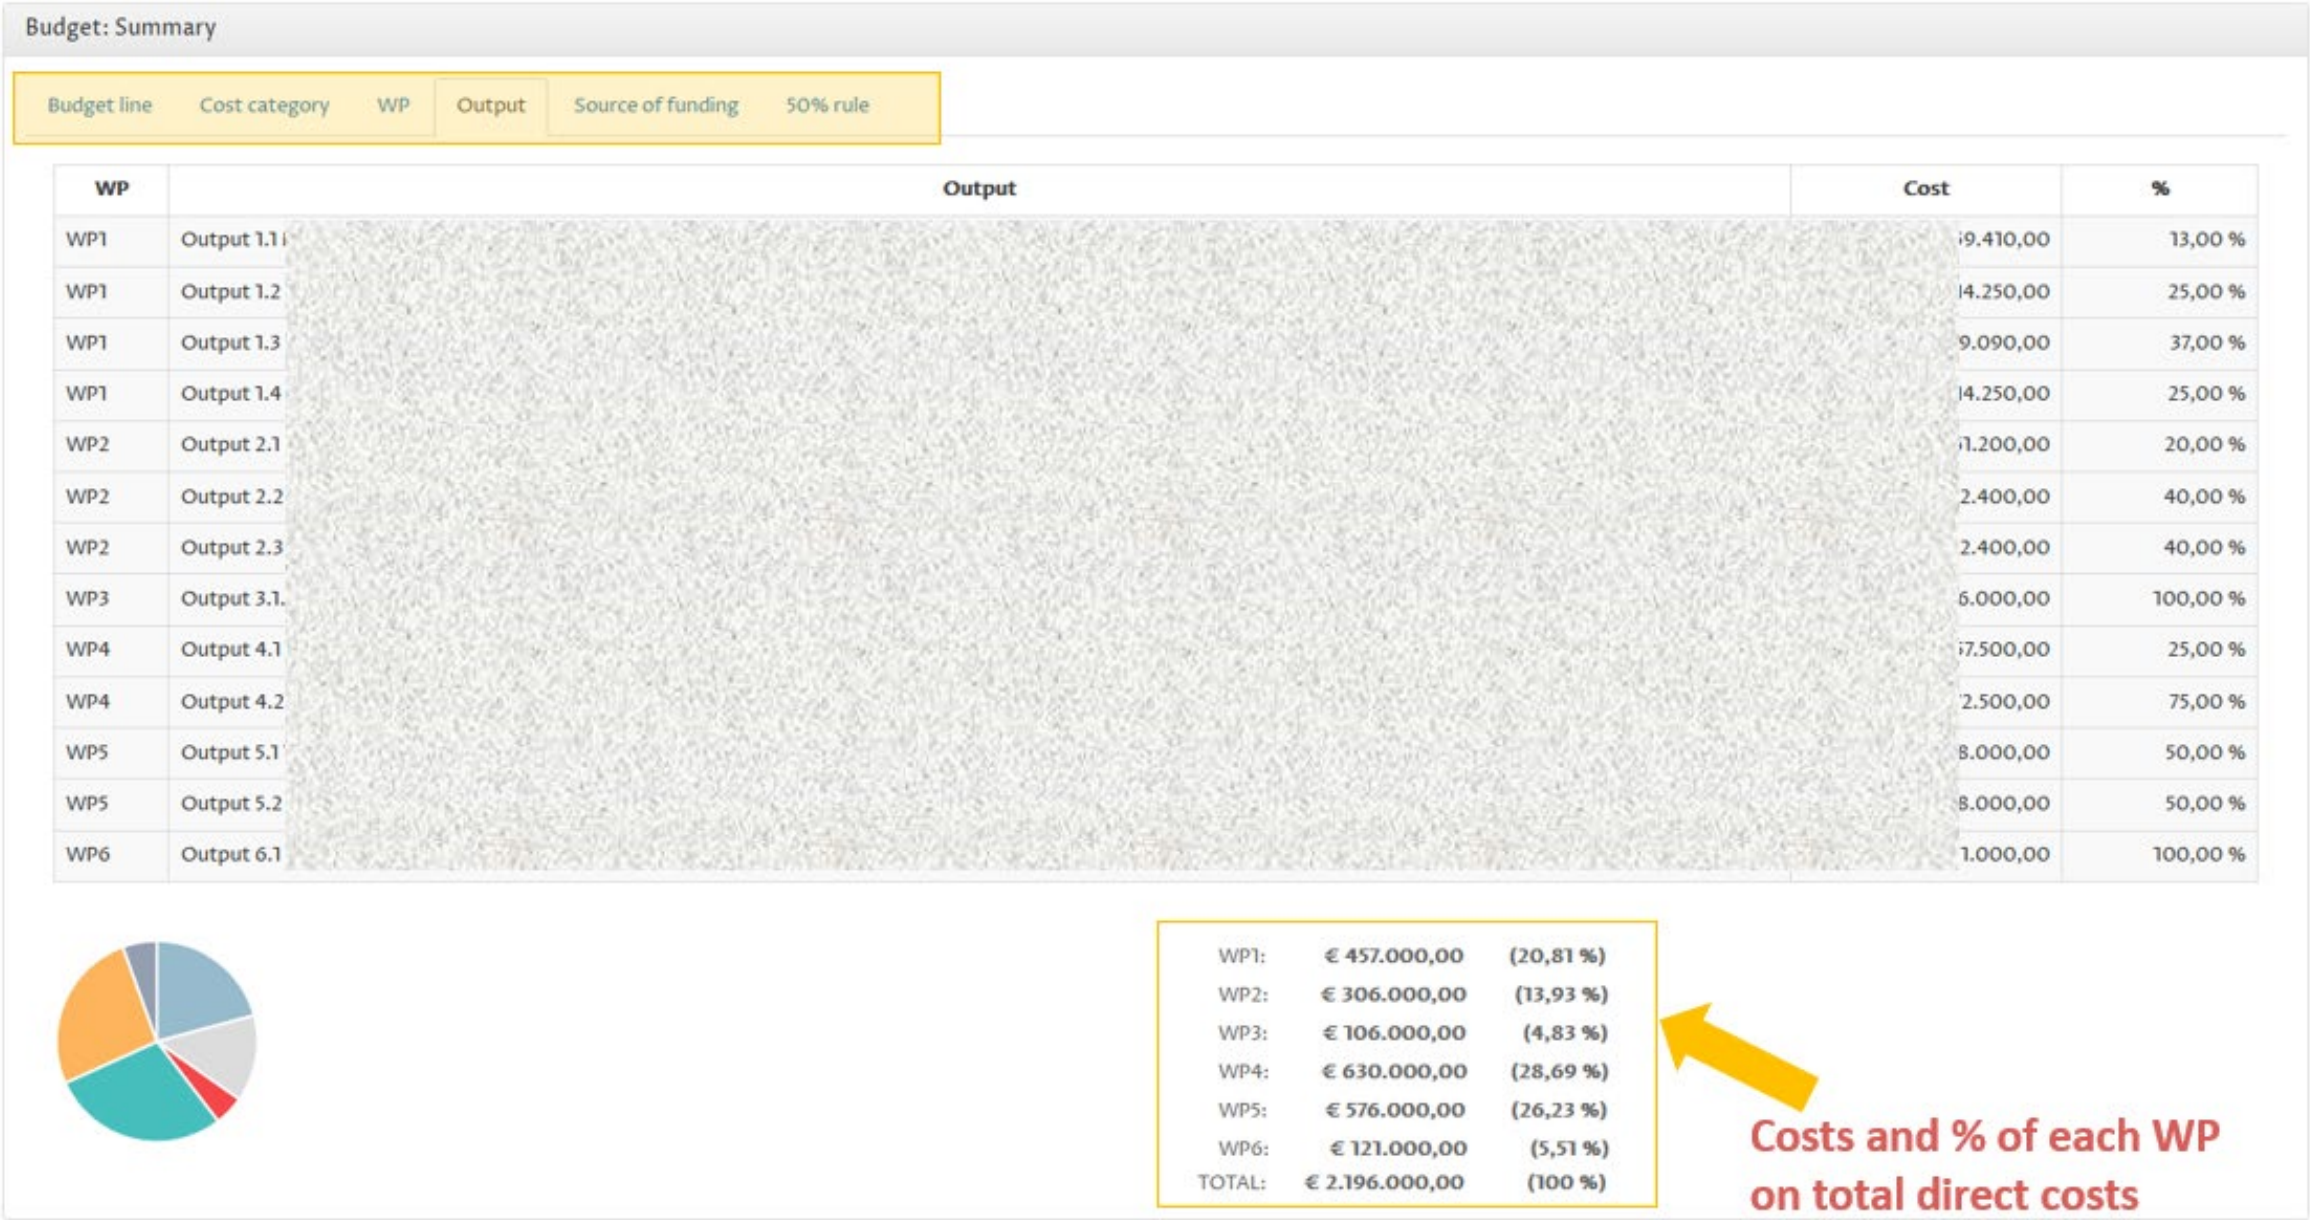 Budget: Summary
Budget line Cost category WP Output Source of funding 50% rule
WP Output Cost %
WP1 Output 1.1 9.410,00 13,00 %
WP1 Output 1.2 4.250,00 25,00 %
WP1 Output 1.3 9.090,00 37,00 %
WP1 Output 1.4 4.250,00 25,00 %
WP2 Output 2.1 1.200,00 20,00 %
WP2 Output 2.2 2.400,00 40,00 %
WP2 Output 2.3 2.400,00 40,00 %
WP3 Output 3.1. 6.000,00 100,00 %
WP4 Output 4.1 7.500,00 25,00 %
WP4 Output 4.2 2.500,00 75,00 %
WP5 Output 5.1 8.000,00 50,00 %
WP5 Output 5.2 8.000,00 50,00 %
WP6 Output 6.1 1.000,00 100,00 %
WP1: € 457.000,00 (20,81 %)
WP2: € 306.000,00 (13,93 %)
WP3: € 106.000,00 (4,83 %)
WP4: € 630.000,00 (28,69 %)
WP5: € 576.000,00 (26,23 %)
WP6: € 121.000,00 (5,51 %)
TOTAL: € 2.196.000,00 (100 %)
Costs and % of each WP
on total direct costs